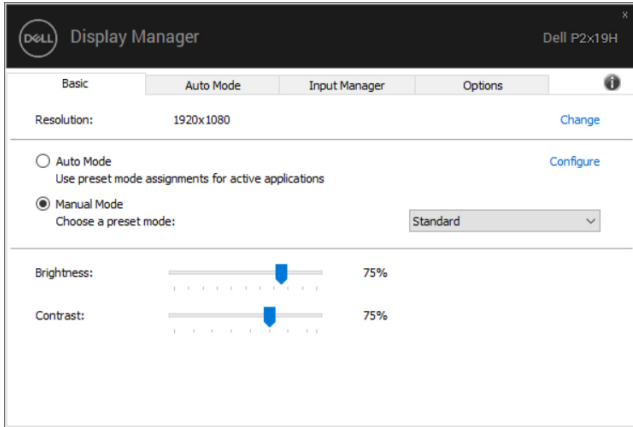 x
DELL Display Manager Dell P2x19H
Basic Auto Mode Input Manager Options i
Resolution: 1920x1080 Change
Auto Mode Configure
Use preset mode assignments for active applications
Manual Mode
Choose a preset mode: Standard
Brightness: 75%
Contrast: 75%